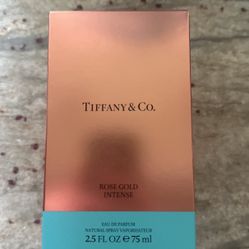 TIFFANY & CO.
ROSE GOLD
INTENSE
EAU DE PARFUM
NATURAL SPRAY VAPORISATEUR
2.5 FL OZ ℮ 75 ml